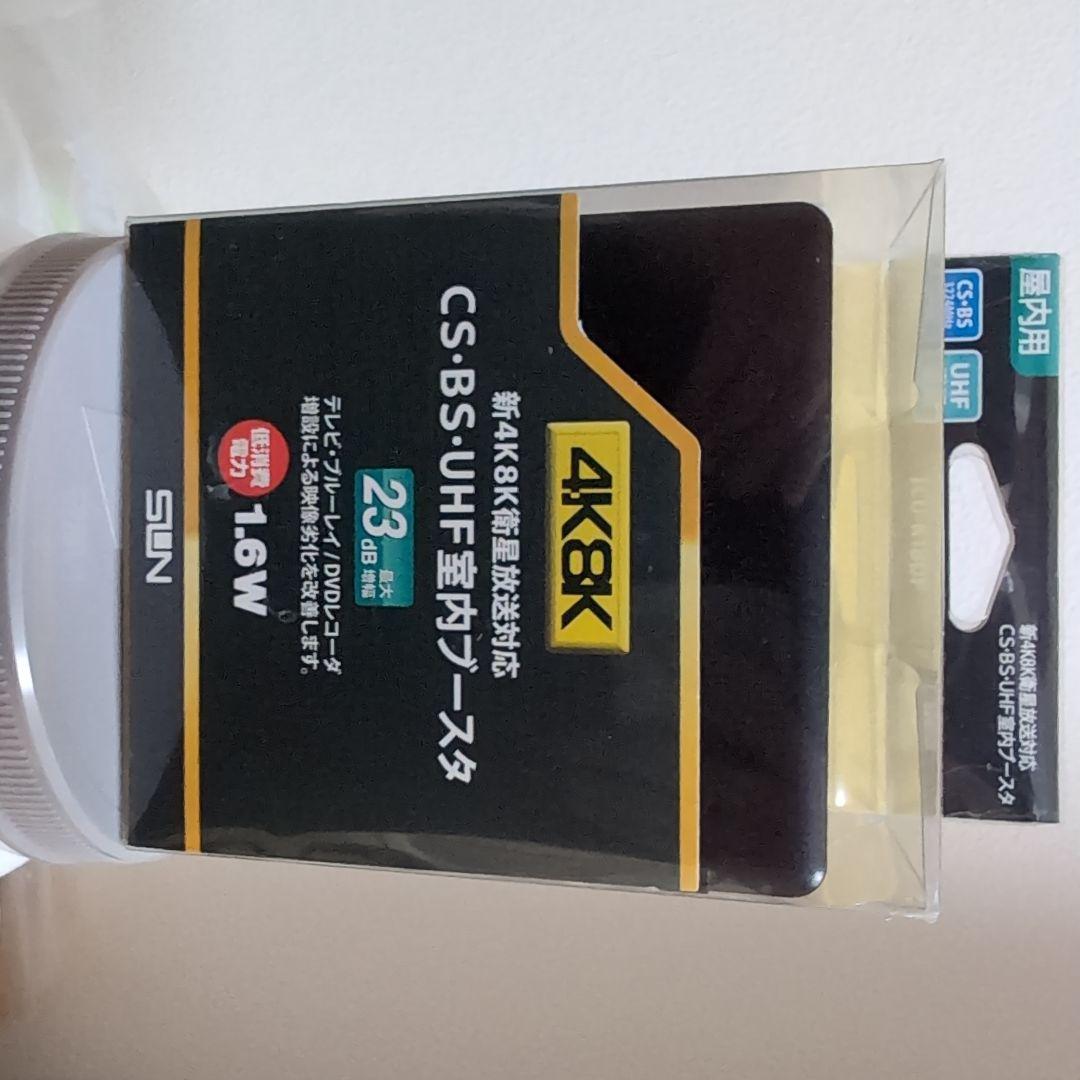 屋内用
CS・BS
3224MHz
UHF
新4K8K衛星放送対応
CS・BS・UHF室内ブースタ
4K8K
新4K8K衛星放送対応
CS・BS・UHF室内ブースタ
23dB
最大
増幅
テレビ・ブルーレイ/DVDレコーダ
増設による映像劣化を改善します。
低消費
電力
1.6W
SUN